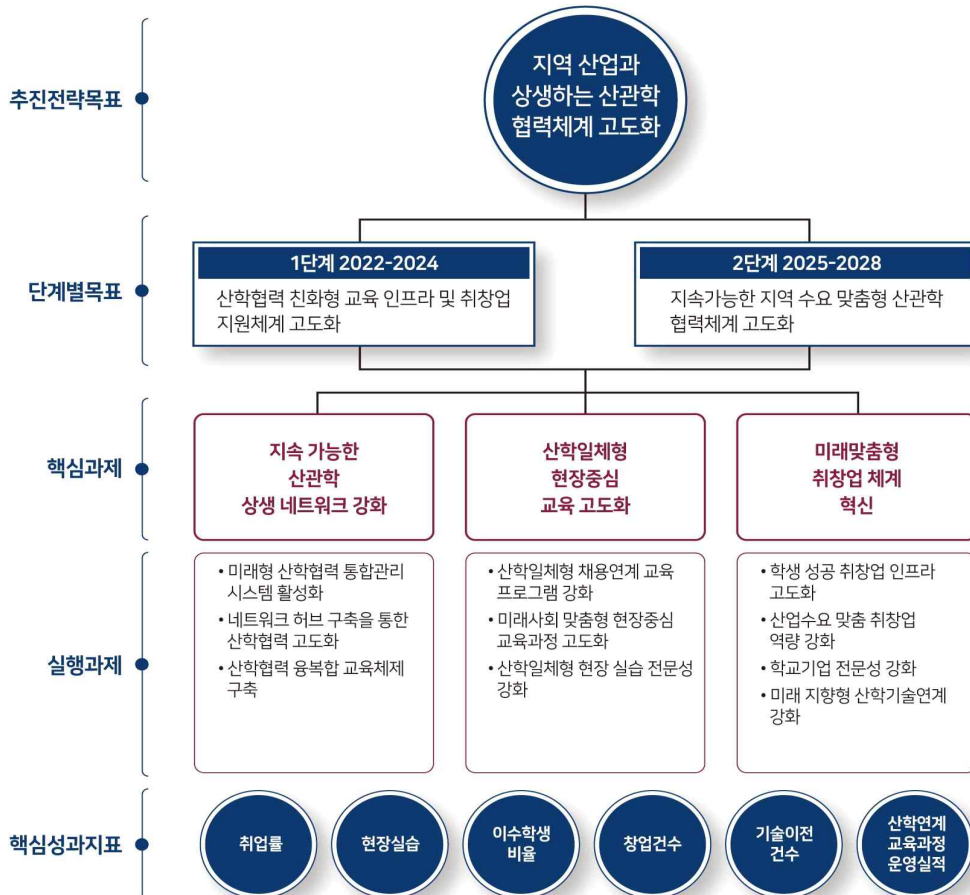 추진전략목표
지역 산업과
상생하는 산관학
협력체계 고도화
단계별목표
1단계 2022-2024
산학협력 친화형 교육 인프라 및 취창업
지원체계 고도화
2단계 2025-2028
지속가능한 지역 수요 맞춤형 산관학
협력체계 고도화
핵심과제
지속 가능한
산관학
상생 네트워크 강화
산학일체형
현장중심
교육 고도화
미래맞춤형
취창업 체계
혁신
실행과제
• 미래형 산학협력 통합관리
시스템 활성화
• 네트워크 허브 구축을 통한
산학협력 고도화
• 산학협력 융복합 교육체제
구축
• 산학일체형 채용연계 교육
프로그램 강화
• 미래사회 맞춤형 현장중심
교육과정 고도화
• 산학일체형 현장 실습 전문성
강화
• 학생 성공 취창업 인프라
고도화
• 산업수요 맞춤 취창업
역량 강화
• 학교기업 전문성 강화
• 미래 지향형 산학기술연계
강화
핵심성과지표
취업률
현장실습
이수학생
비율
창업건수
기술이전
건수
산학연계
교육과정
운영실적